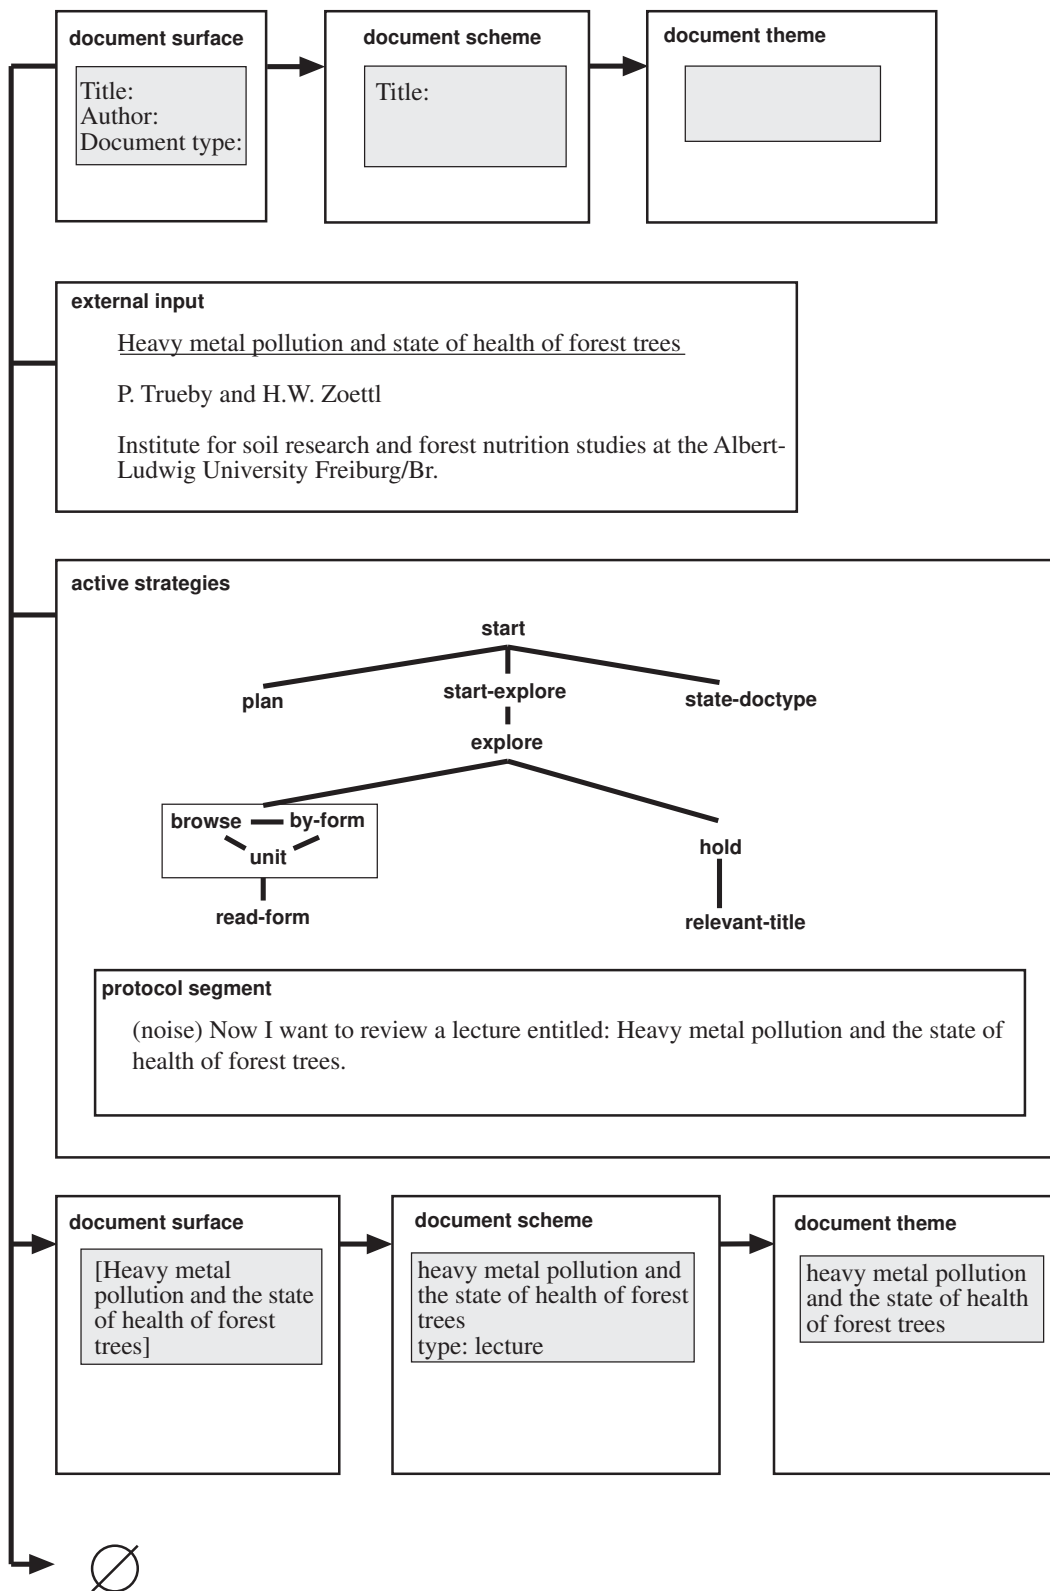 document surface
Title:
Author:
Document type:
document scheme
Title:
document theme
external input
Heavy metal pollution and state of health of forest trees
P. Trueby and H.W. Zoettl
Institute for soil research and forest nutrition studies at the Albert-
Ludwig University Freiburg/Br.
active strategies
start
plan
start-explore
state-doctype
explore
browse
by-form
unit
hold
read-form
relevant-title
protocol segment
(noise) Now I want to review a lecture entitled: Heavy metal pollution and the state of
health of forest trees.
document surface
[Heavy metal
pollution and the state
of health of forest
trees]
document scheme
heavy metal pollution and
the state of health of forest
trees
type: lecture
document theme
heavy metal pollution
and the state of health
of forest trees